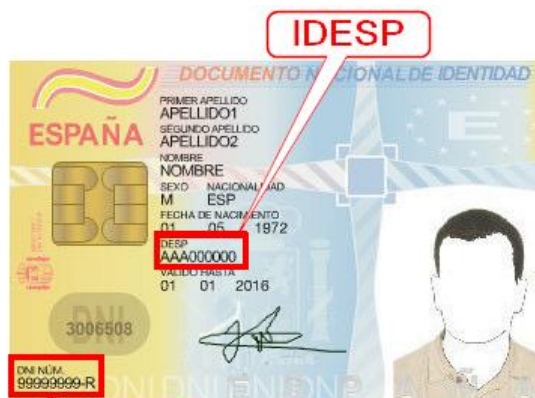 IDESP
DOCUMENTO NACIONAL DE IDENTIDAD
ESPAÑA
PRIMER APELLIDO
APELLIDO1
SEGUNDO APELLIDO
APELLIDO2
NOMBRE
NOMBRE
SEXO NACIONALIDAD
M ESP
FECHA DE NACIMIENTO
01 05 1972
IDESP
AAA000000
VALIDO HASTA
01 01 2016
DNI
3006508
DNI NÚM.
99999999-R